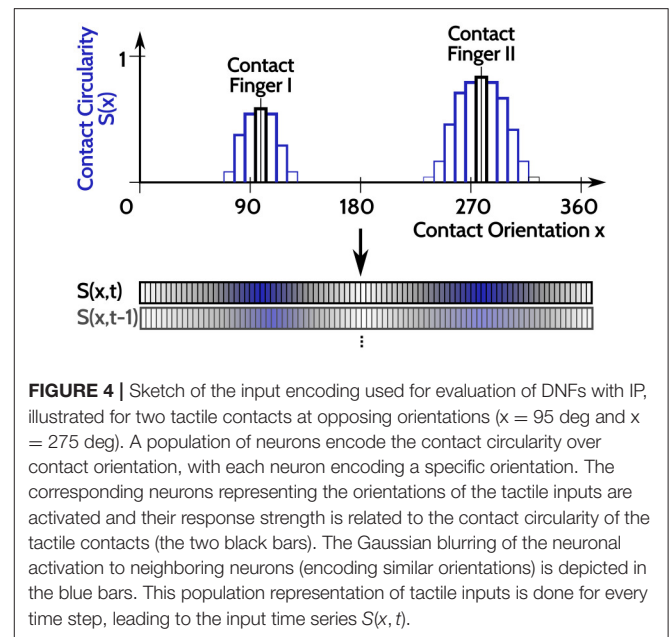 Contact Circularity
S(x)
1
Contact
Finger I
Contact
Finger II
0 90 180 270 360
Contact Orientation x
S(x,t)
S(x,t-1)
...
FIGURE 4 | Sketch of the input encoding used for evaluation of DNFs with IP,
illustrated for two tactile contacts at opposing orientations (x = 95 deg and x
= 275 deg). A population of neurons encode the contact circularity over
contact orientation, with each neuron encoding a specific orientation. The
corresponding neurons representing the orientations of the tactile inputs are
activated and their response strength is related to the contact circularity of the
tactile contacts (the two black bars). The Gaussian blurring of the neuronal
activation to neighboring neurons (encoding similar orientations) is depicted in
the blue bars. This population representation of tactile inputs is done for every
time step, leading to the input time series S(x, t).